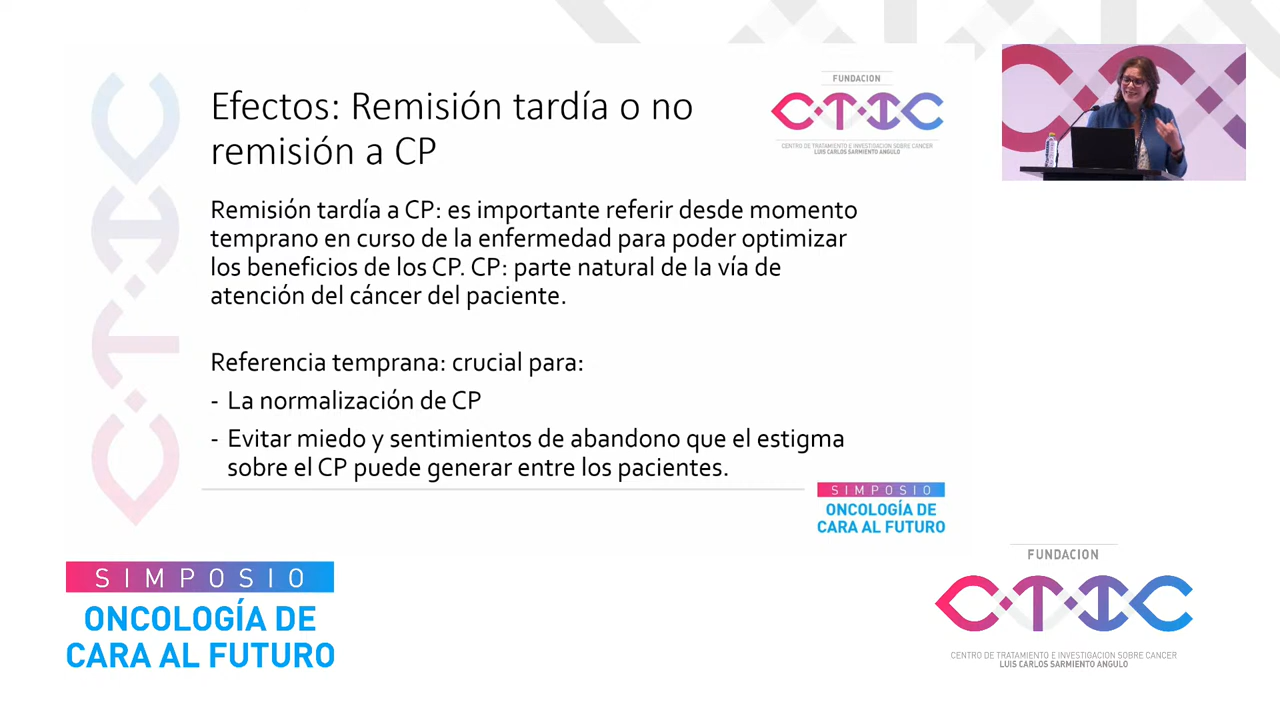 Efectos: Remisión tardía o no
remisión a CP
FUNDACION
CTIC
CENTRO DE TRATAMIENTO E INVESTIGACION SOBRE CANCER
LUIS CARLOS SARMIENTO ANGULO
CTIC
Remisión tardía a CP: es importante referir desde momento
temprano en curso de la enfermedad para poder optimizar
los beneficios de los CP. CP: parte natural de la vía de
atención del cáncer del paciente.
Referencia temprana: crucial para:
- La normalización de CP
- Evitar miedo y sentimientos de abandono que el estigma
sobre el CP puede generar entre los pacientes.
SIMPOSIO
ONCOLOGÍA DE
CARA AL FUTURO
SIMPOSIO
ONCOLOGÍA DE
CARA AL FUTURO
FUNDACION
CTIC
CENTRO DE TRATAMIENTO E INVESTIGACION SOBRE CANCER
LUIS CARLOS SARMIENTO ANGULO